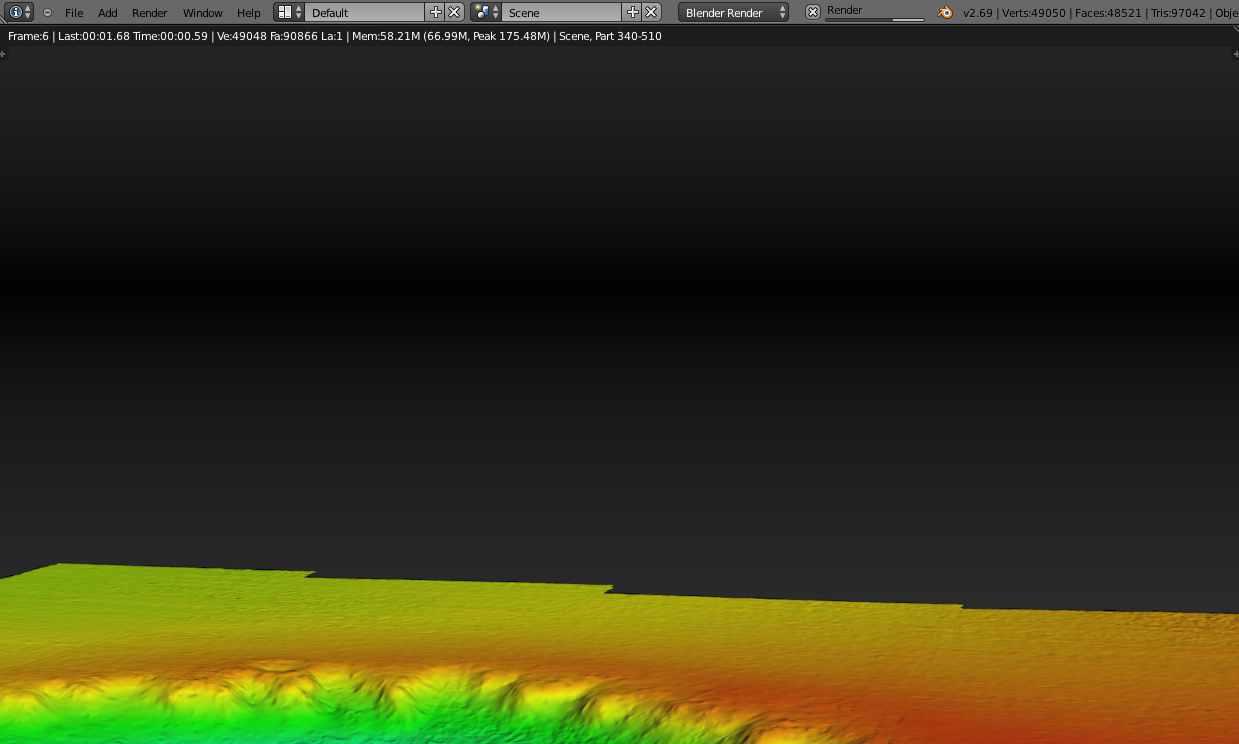 File Add Render Window Help Default Scene Blender Render Render v2.69 | Verts:49050 | Faces:48521 | Tris:97042 | Obje
Frame:6 | Last:00:01.68 Time:00:00.59 | Ve:49048 Fa:90866 La:1 | Mem:58.21M (66.99M, Peak 175.48M) | Scene, Part 340-510